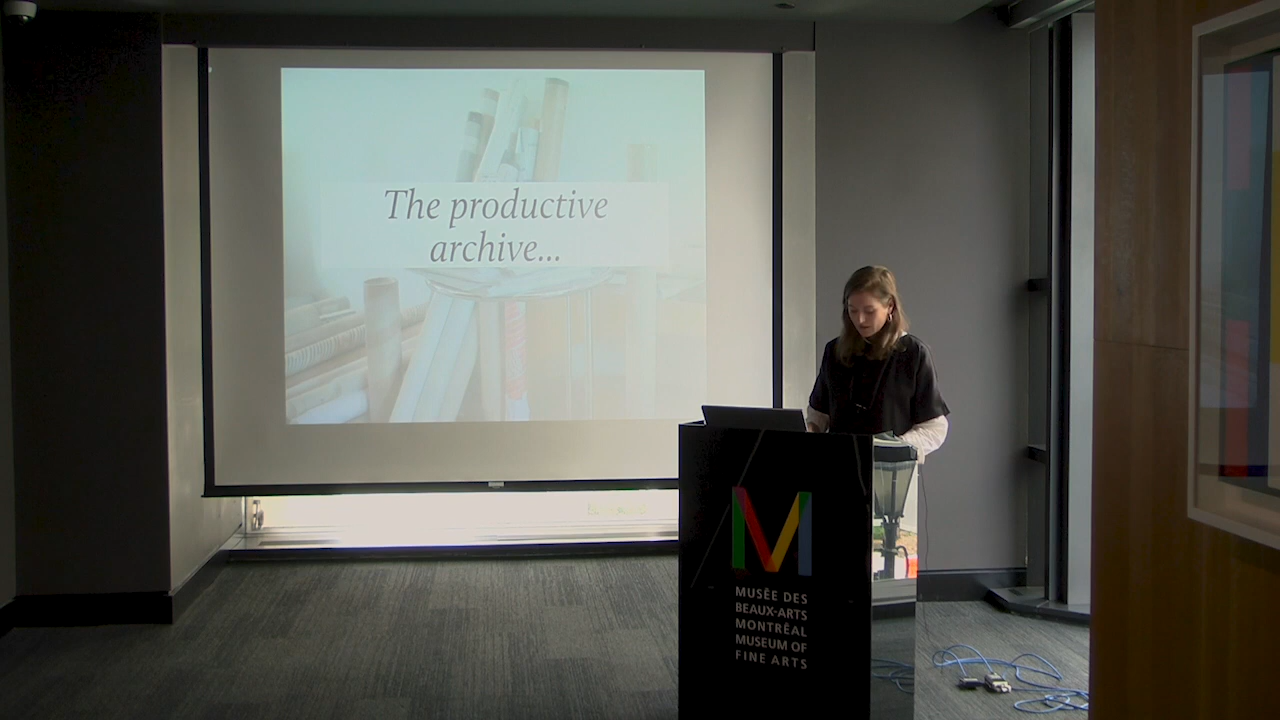 The productive
archive...
M
MUSÉE DES
BEAUX-ARTS
MONTRÉAL
MUSEUM OF
FINE ARTS